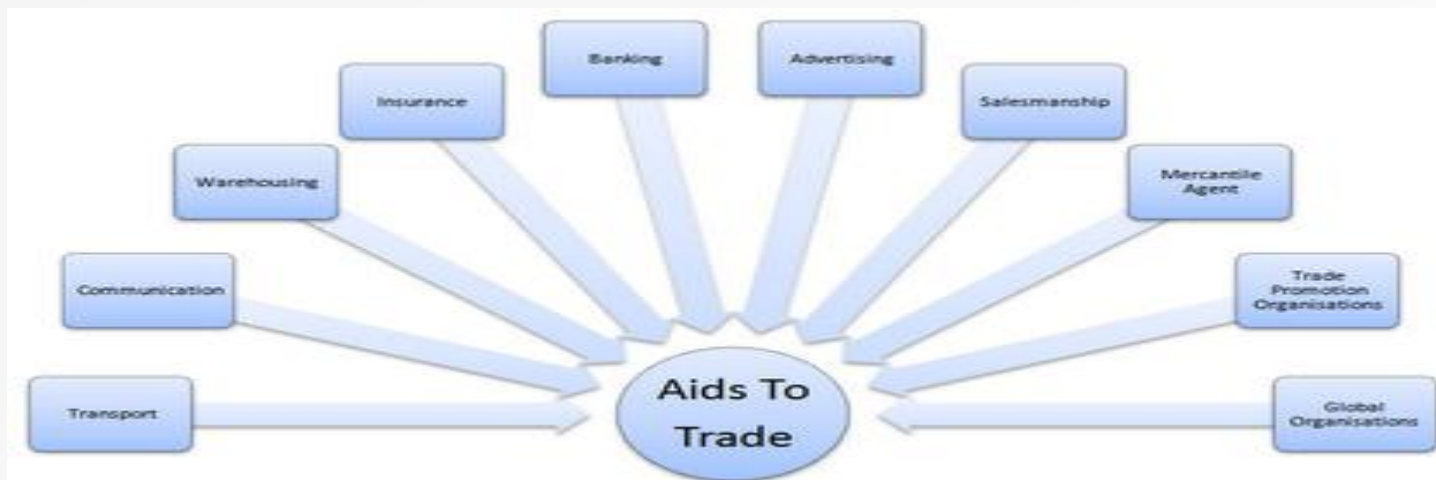 Banking
Advertising
Insurance
Salesmanship
Warehousing
Mercantile
Agent
Communication
Trade
Promotion
Organisations
Transport
Global
Organisations
Aids To
Trade